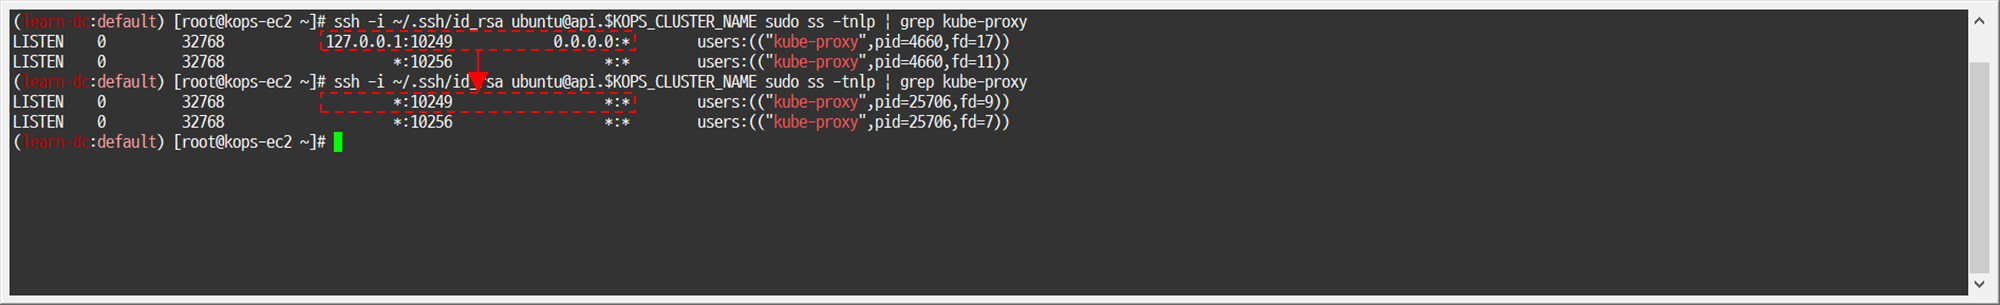 (learn-dc:default) [root@kops-ec2 ~]# ssh -i ~/.ssh/id_rsa ubuntu@api.$KOPS_CLUSTER_NAME sudo ss -tnlp | grep kube-proxy
LISTEN 0 32768 127.0.0.1:10249 0.0.0.0:* users:(("kube-proxy",pid=4660,fd=17))
LISTEN 0 32768 *:10256 *:* users:(("kube-proxy",pid=4660,fd=11))
(learn-dc:default) [root@kops-ec2 ~]# ssh -i ~/.ssh/id_rsa ubuntu@api.$KOPS_CLUSTER_NAME sudo ss -tnlp | grep kube-proxy
LISTEN 0 32768 *:10249 *:* users:(("kube-proxy",pid=25706,fd=9))
LISTEN 0 32768 *:10256 *:* users:(("kube-proxy",pid=25706,fd=7))
(learn-dc:default) [root@kops-ec2 ~]#